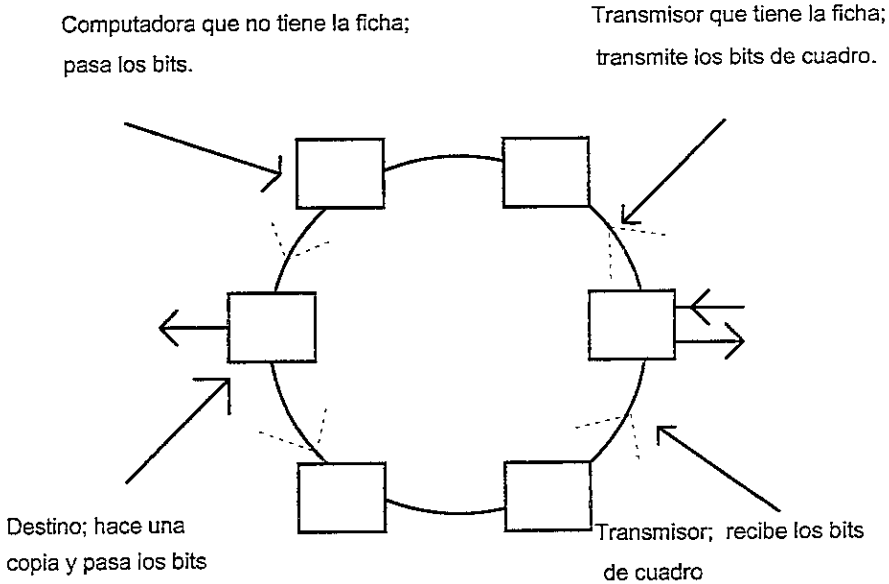 Computadora que no tiene la ficha;
pasa los bits.
Transmisor que tiene la ficha;
transmite los bits de cuadro.
Destino; hace una
copia y pasa los bits
Transmisor; recibe los bits
de cuadro